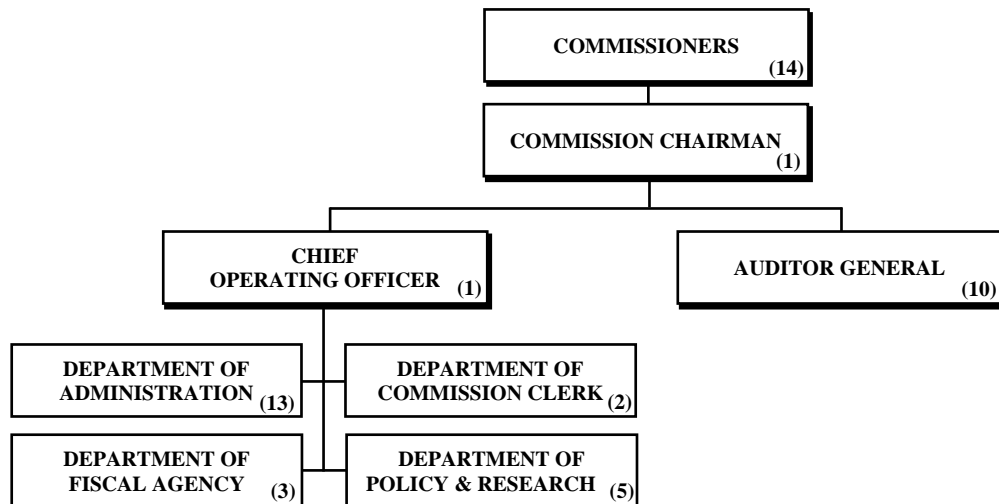 COMMISSIONERS
(14)
COMMISSION CHAIRMAN
(1)
CHIEF
OPERATING OFFICER
(1)
AUDITOR GENERAL
(10)
DEPARTMENT OF
ADMINISTRATION
(13)
DEPARTMENT OF
COMMISSION CLERK
(2)
DEPARTMENT OF
FISCAL AGENCY
(3)
DEPARTMENT OF
POLICY & RESEARCH
(5)